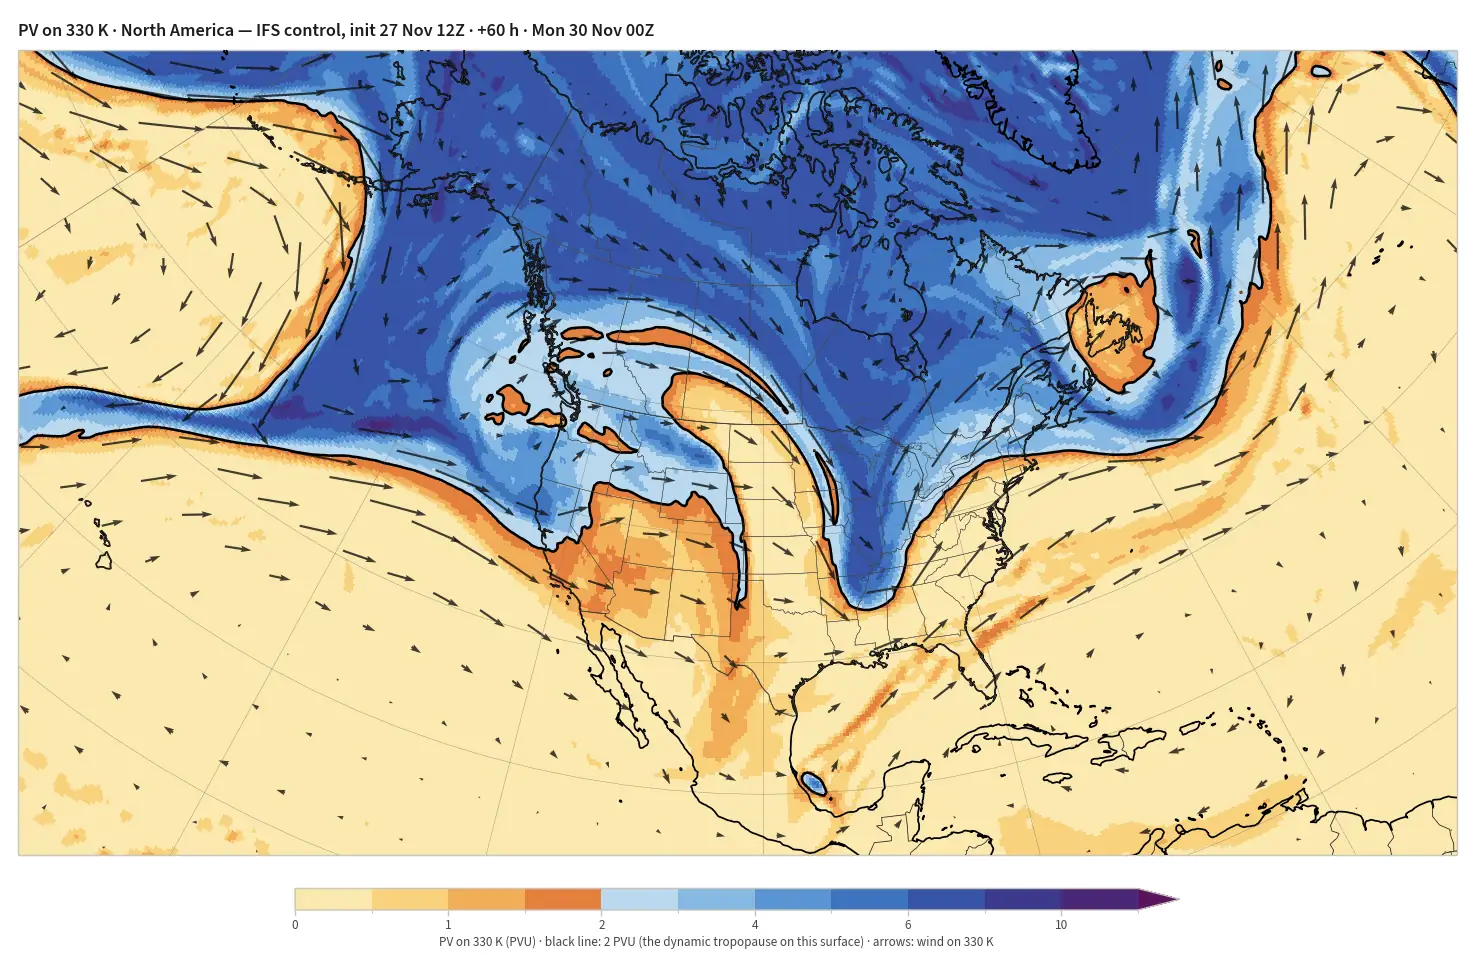 PV on 330 K · North America — IFS control, init 27 Nov 12Z · +60 h · Mon 30 Nov 00Z
0 1 2 4 6 8 10
PV on 330 K (PVU) · black line: 2 PVU (the dynamic tropopause on this surface) · arrows: wind on 330 K